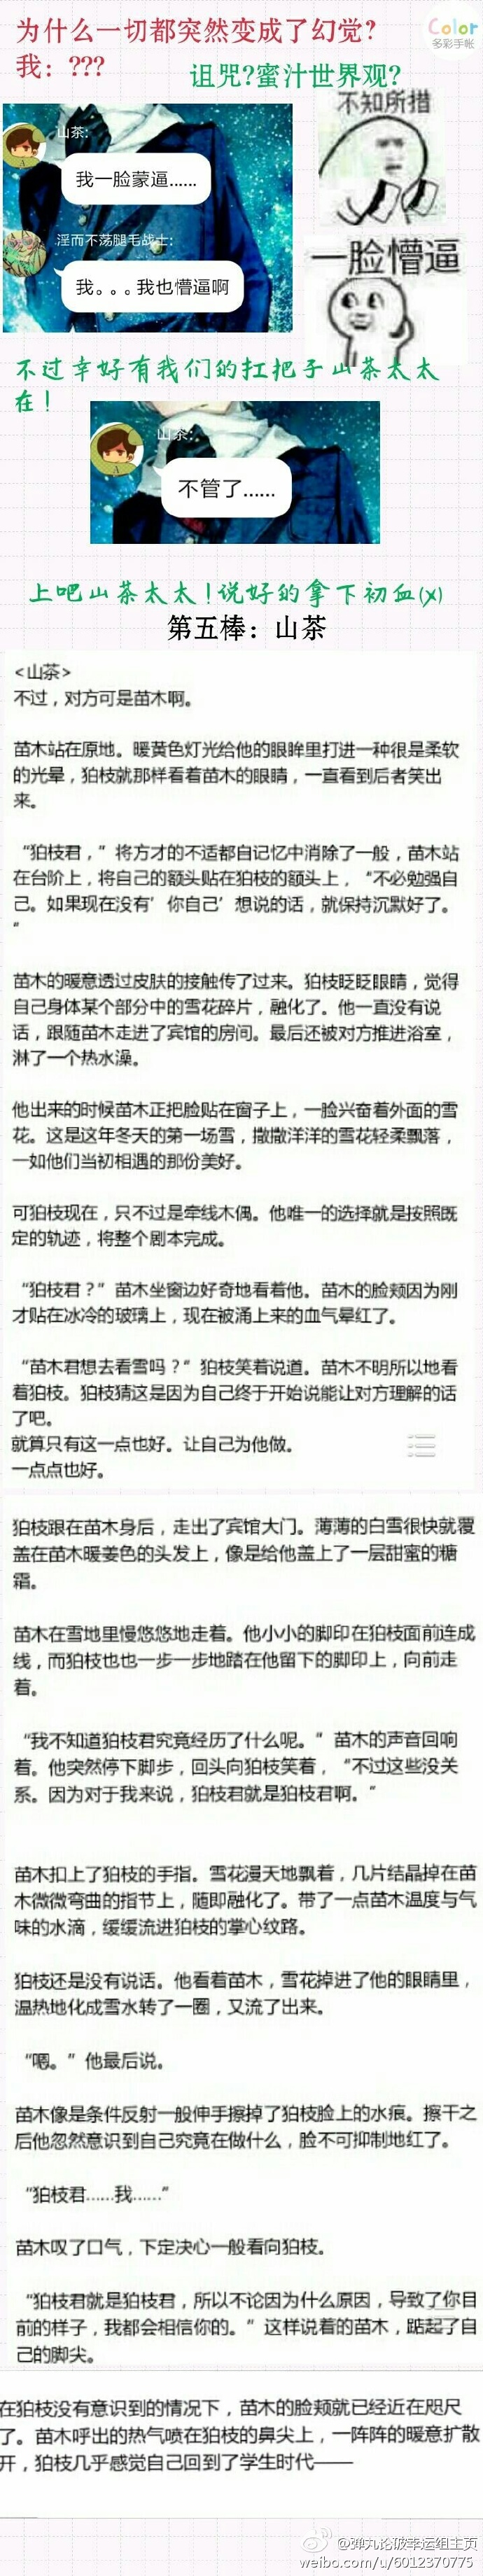 为什么一切都突然变成了幻觉?
Color
多彩手帐
我：???
诅咒?蜜汁世界观?
不知所措
山茶:
A
我一脸蒙逼……
淫而不荡腿毛战士:
我。。。我也懵逼啊
一脸懵逼
不过幸好有我们的扛把子山茶太太
在！
山茶:
A
不管了……
上吧山茶太太!说好的拿下初血(x)
第五棒：山茶
<山茶>
不过，对方可是苗木啊。
苗木站在原地。暖黄色灯光给他的眼眸里打进一种很是柔软
的光晕，狛枝就那样看着苗木的眼睛，一直看到后者笑出
来。
“狛枝君，”将方才的不适都自记忆中消除了一般，苗木站
在台阶上，将自己的额头贴在狛枝的额头上，“不必勉强自
己。如果现在没有’你自己’想说的话，就保持沉默好了。
“
苗木的暖意透过皮肤的接触传了过来。狛枝眨眨眼睛，觉得
自己身体某个部分中的雪花碎片，融化了。他一直没有说
话，跟随苗木走进了宾馆的房间。最后还被对方推进浴室，
淋了一个热水澡。
他出来的时候苗木正把脸贴在窗子上，一脸兴奋着外面的雪
花。这是这年冬天的第一场雪，撒撒洋洋的雪花轻柔飘落，
一如他们当初相遇的那份美好。
可狛枝现在，只不过是牵线木偶。他唯一的选择就是按照既
定的轨迹，将整个剧本完成。
“狛枝君？”苗木坐窗边好奇地看着他。苗木的脸颊因为刚
才贴在冰冷的玻璃上，现在被涌上来的血气晕红了。
“苗木君想去看雪吗？”狛枝笑着说道。苗木不明所以地看
着狛枝。狛枝猜这是因为自己终于开始说能让对方理解的话
了吧。
就算只有这一点也好。让自己为他做。
一点点也好。
狛枝跟在苗木身后，走出了宾馆大门。薄薄的白雪很快就覆
盖在苗木暖姜色的头发上，像是给他盖上了一层甜蜜的糖
霜。
苗木在雪地里慢悠悠地走着。他小小的脚印在狛枝面前连成
线，而狛枝也也一步一步地踏在他留下的脚印上，向前走
着。
“我不知道狛枝君究竟经历了什么呢。”苗木的声音回响
着。他突然停下脚步，回头向狛枝笑着，“不过这些没关
系。因为对于我来说，狛枝君就是狛枝君啊。“
苗木扣上了狛枝的手指。雪花漫天地飘着，几片结晶掉在苗
木微微弯曲的指节上，随即融化了。带了一点苗木温度与气
味的水滴，缓缓流进狛枝的掌心纹路。
狛枝还是没有说话。他看着苗木，雪花掉进了他的眼睛里，
温热地化成雪水转了一圈，又流了出来。
“嗯。”他最后说。
苗木像是条件反射一般伸手擦掉了狛枝脸上的水痕。擦干之
后他忽然意识到自己究竟在做什么，脸不可抑制地红了。
“狛枝君……我……”
苗木叹了口气，下定决心一般看向狛枝。
“狛枝君就是狛枝君，所以不论因为什么原因，导致了你目
前的样子，我都会相信你的。”这样说着的苗木，踮起了自
己的脚尖。
在狛枝没有意识到的情况下，苗木的脸颊就已经近在咫尺
了。苗木呼出的热气喷在狛枝的鼻尖上，一阵阵的暖意扩散
开，狛枝几乎感觉自己回到了学生时代——
@弹丸论破幸运组主页
weibo.com/u/6012370775